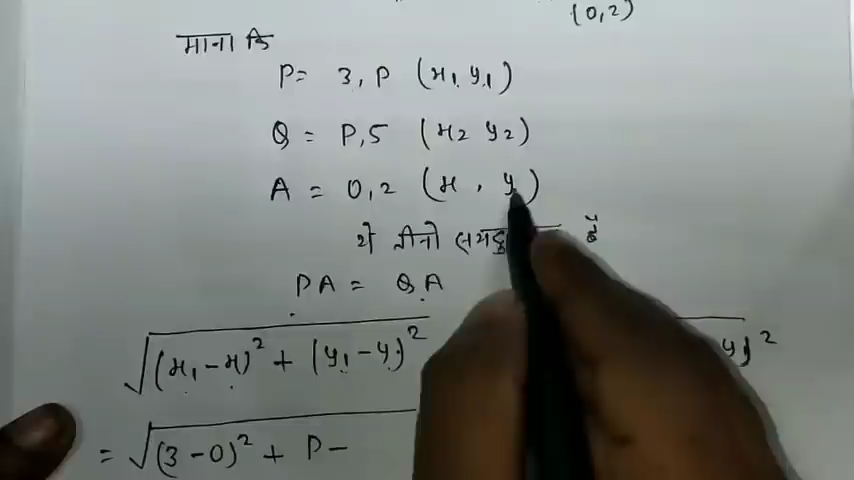 (0,2)
माना कि
P= 3, P (x₁ y₁)
Q = P,5 (x₂ y₂)
A = 0,2 (x , y)
ये तीनो
PA = QA
√(x₁-x)² + (y₁-y)² y)²
= √(3-0)² + P-